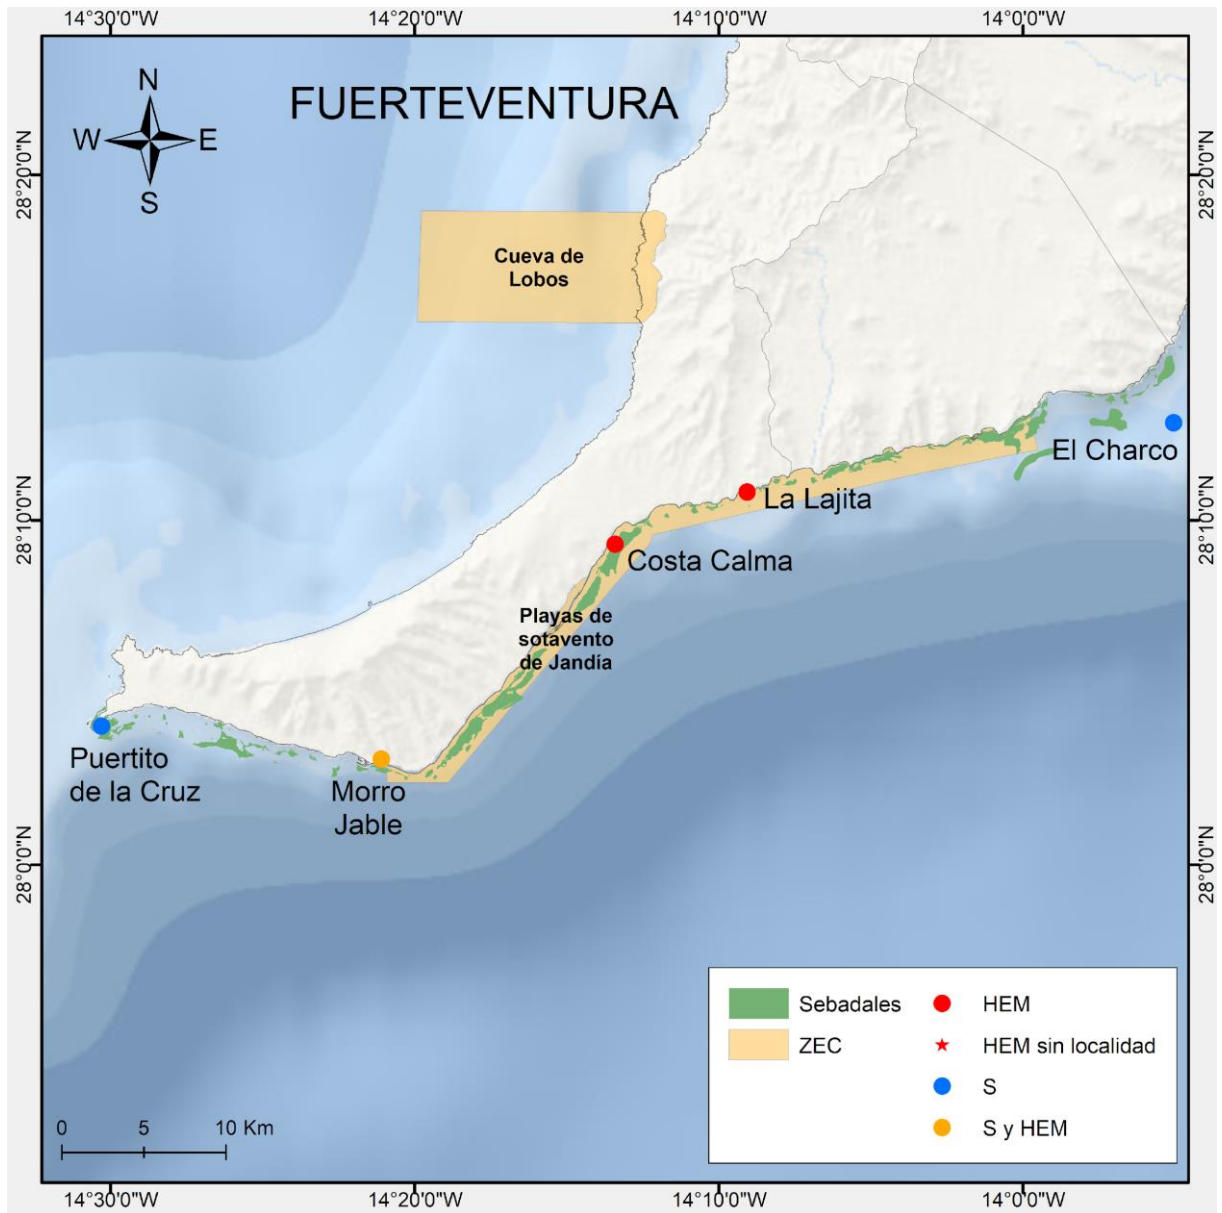 14°30'0"W 14°20'0"W 14°10'0"W 14°0'0"W
N
W E
S
FUERTEVENTURA
28°20'0"N 28°20'0"N
Cueva de
Lobos
El Charco
La Lajita
28°10'0"N 28°10'0"N
Costa Calma
Playas de
sotavento
de Jandía
Puertito
de la Cruz
Morro
Jable
28°0'0"N 28°0'0"N
Sebadales
ZEC
HEM
HEM sin localidad
S
S y HEM
0 5 10 Km
14°30'0"W 14°20'0"W 14°10'0"W 14°0'0"W